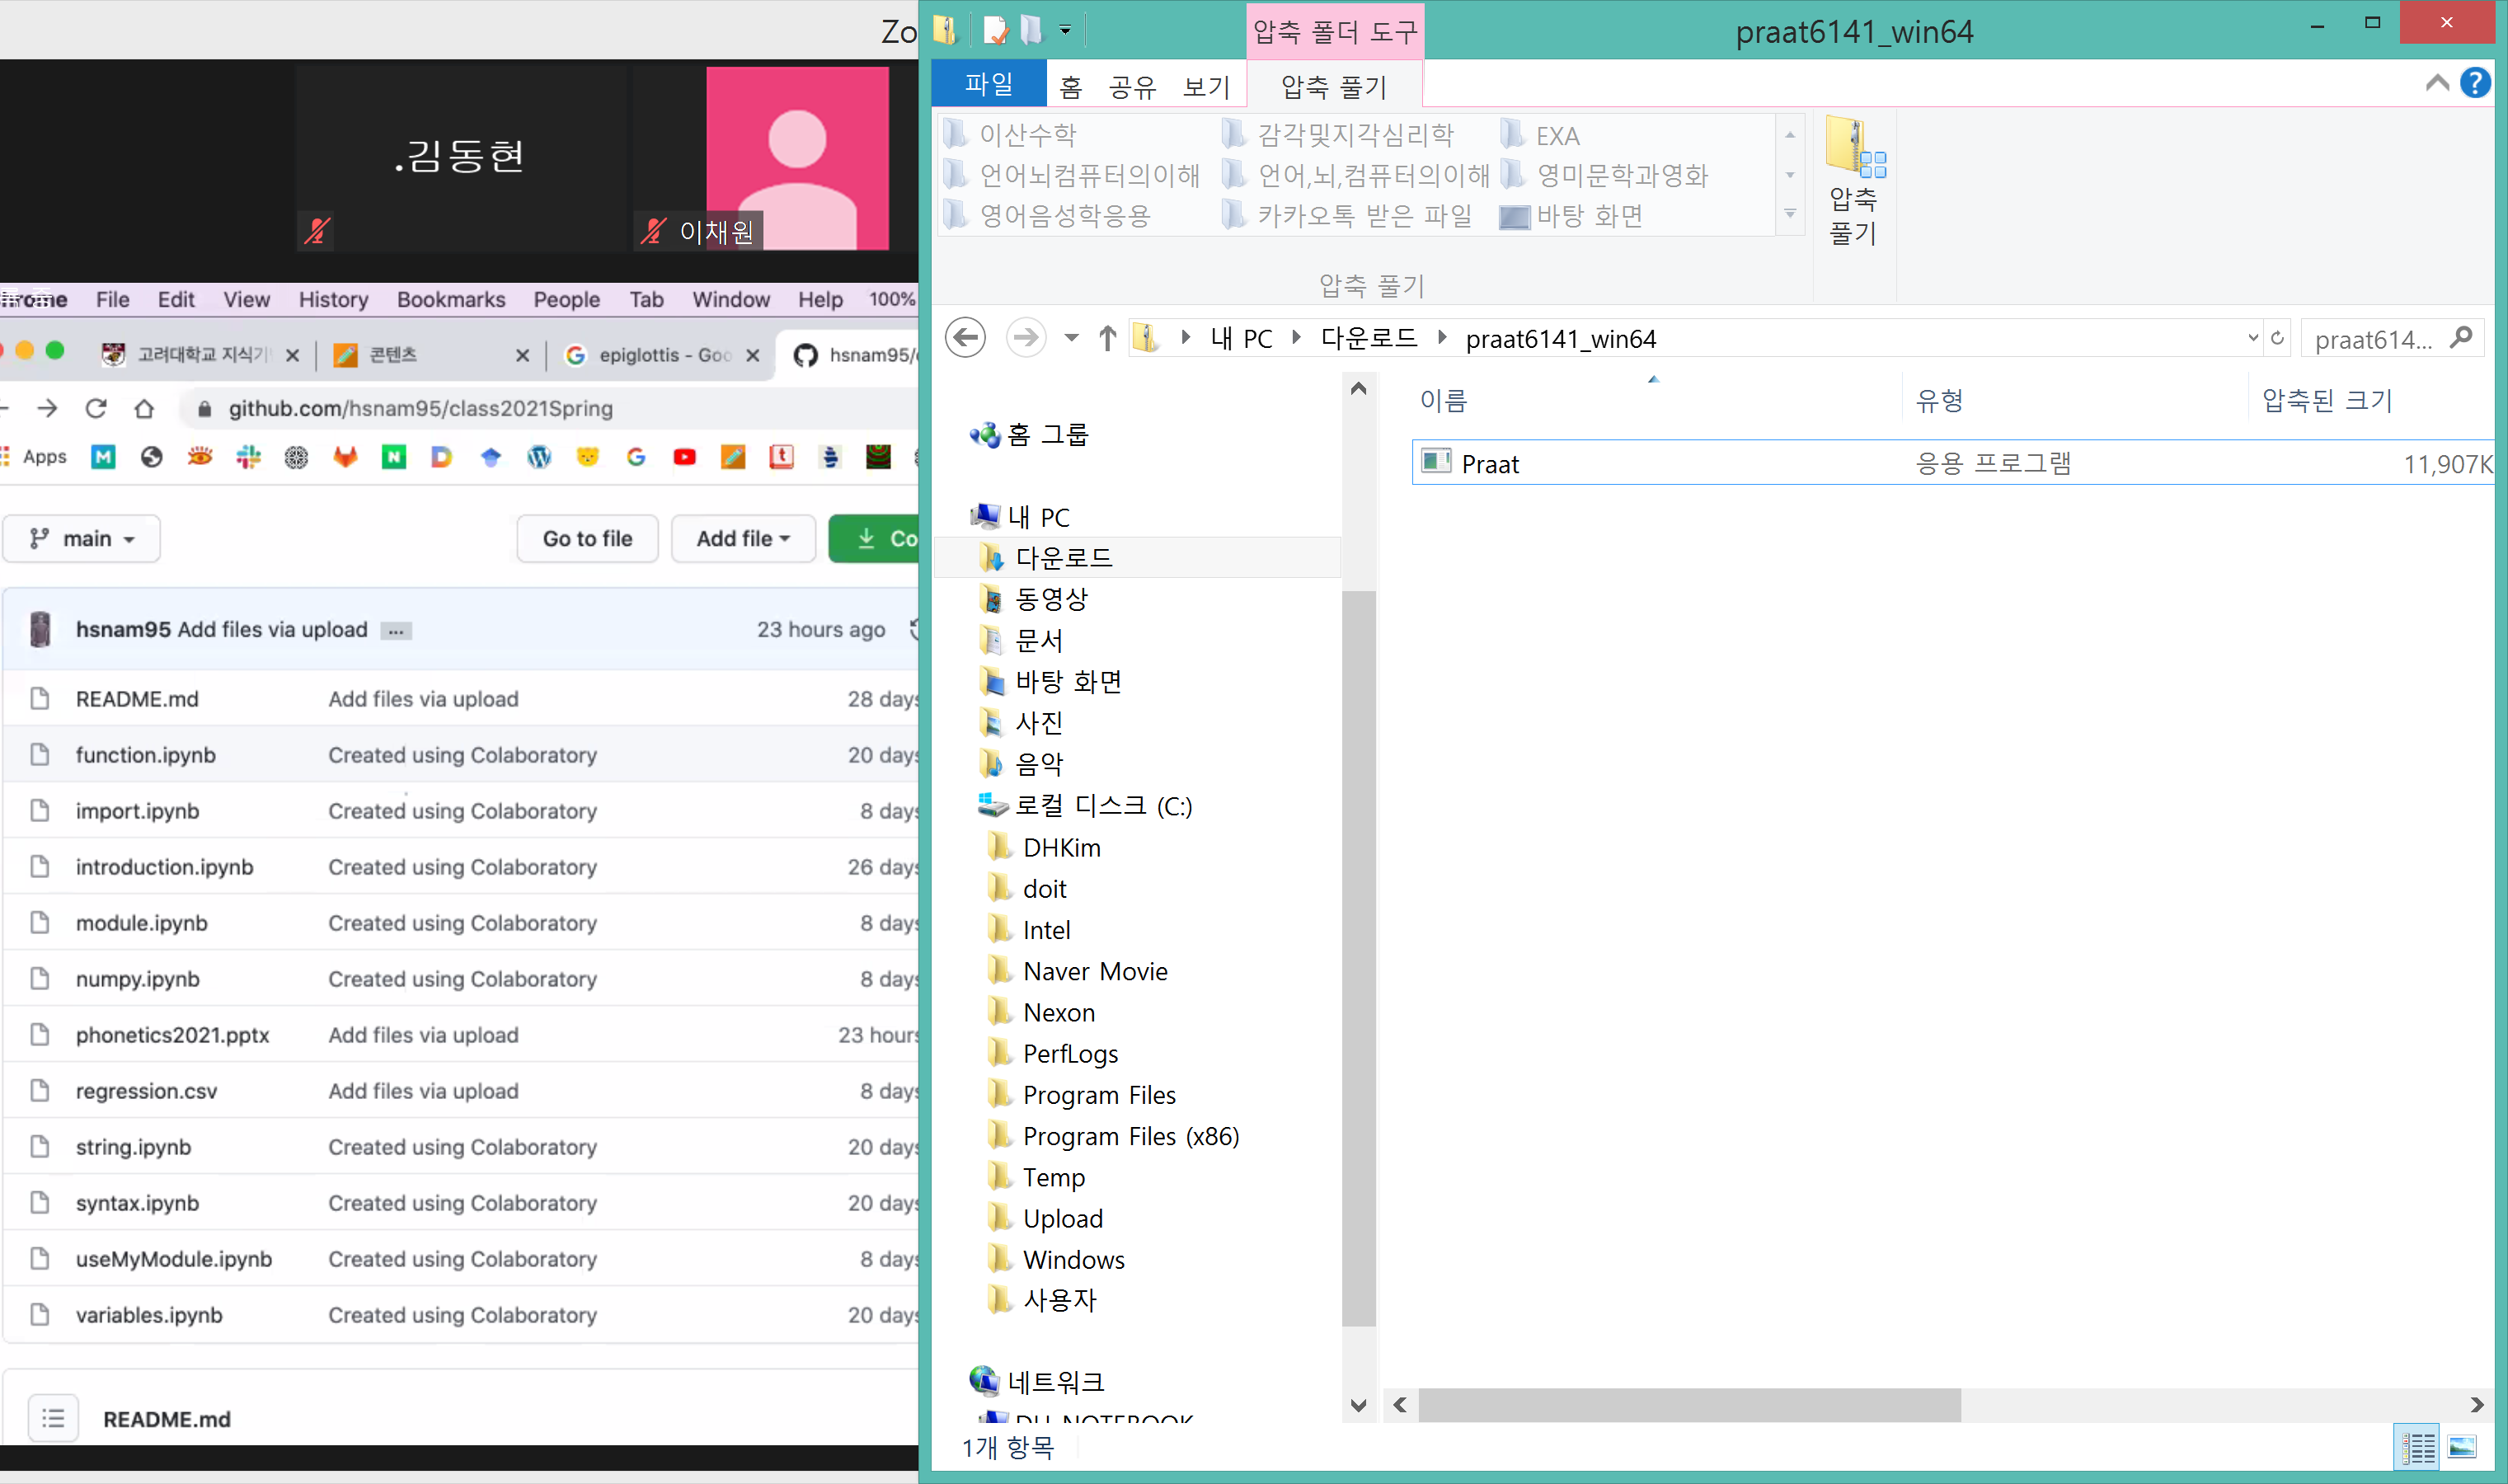 Zo
.김동현
이채원
File Edit View History Bookmarks People Tab Window Help 100%
고려대학교 지식기 콘텐츠 epiglottis - Goo hsnam95/
github.com/hsnam95/class2021Spring
Apps
main
Go to file
Add file
Co
hsnam95 Add files via upload ...
23 hours ago
README.md Add files via upload 28 days
function.ipynb Created using Colaboratory 20 days
import.ipynb Created using Colaboratory 8 days
introduction.ipynb Created using Colaboratory 26 days
module.ipynb Created using Colaboratory 8 days
numpy.ipynb Created using Colaboratory 8 days
phonetics2021.pptx Add files via upload 23 hours
regression.csv Add files via upload 8 days
string.ipynb Created using Colaboratory 20 days
syntax.ipynb Created using Colaboratory 20 days
useMyModule.ipynb Created using Colaboratory 8 days
variables.ipynb Created using Colaboratory 20 days
README.md
압축 폴더 도구
praat6141_win64
파일 홈 공유 보기 압축 풀기
이산수학 감각및지각심리학 EXA
언어뇌컴퓨터의이해 언어,뇌,컴퓨터의이해 영미문학과영화
영어음성학응용 카카오톡 받은 파일 바탕 화면
압축
풀기
압축 풀기
내 PC 다운로드 praat6141_win64
praat614...
이름 유형 압축된 크기
Praat 응용 프로그램 11,907K
홈 그룹
내 PC
다운로드
동영상
문서
바탕 화면
사진
음악
로컬 디스크 (C:)
DHKim
doit
Intel
Naver Movie
Nexon
PerfLogs
Program Files
Program Files (x86)
Temp
Upload
Windows
사용자
네트워크
DH-NOTEBOOK
1개 항목